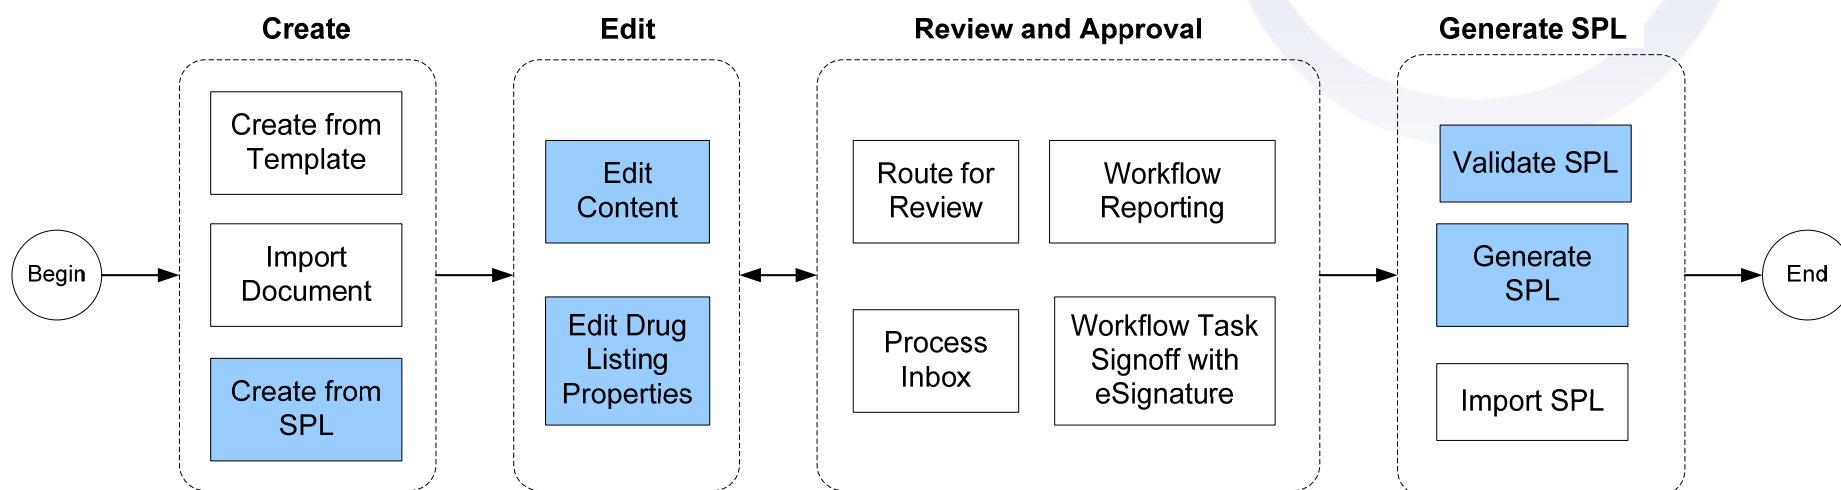 Create
Edit
Review and Approval
Generate SPL
Begin
Create from
Template
Import
Document
Create from
SPL
Edit
Content
Edit Drug
Listing
Properties
Route for
Review
Workflow
Reporting
Process
Inbox
Workflow Task
Signoff with
eSignature
Validate SPL
Generate
SPL
Import SPL
End